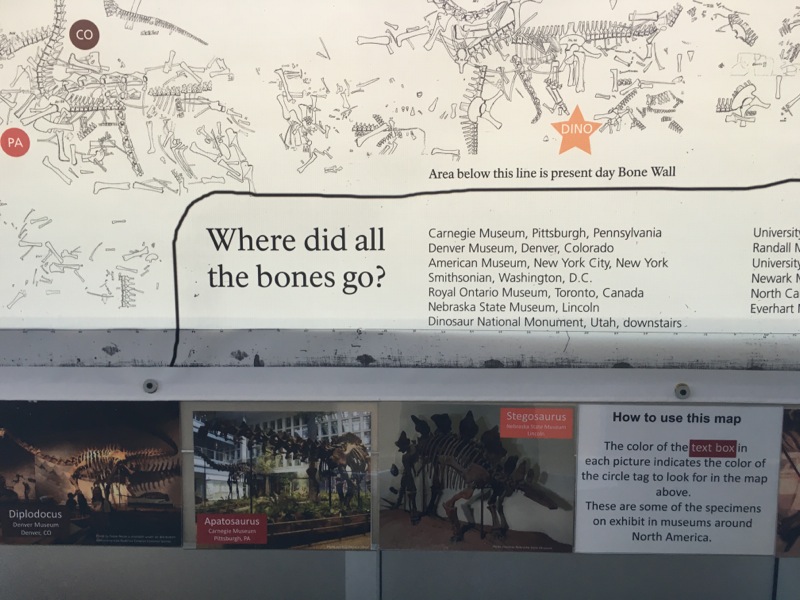 CO
PA
DINO
Area below this line is present day Bone Wall
Where did all
the bones go?
Carnegie Museum, Pittsburgh, Pennsylvania
Denver Museum, Denver, Colorado
American Museum, New York City, New York
Smithsonian, Washington, D.C.
Royal Ontario Museum, Toronto, Canada
Nebraska State Museum, Lincoln
Dinosaur National Monument, Utah, downstairs
University
Randall
University
Newark
North
Everhart
Diplodocus
Denver Museum
Denver, CO
Apatosaurus
Carnegie Museum
Pittsburgh, PA
Stegosaurus
Nebraska State Museum
Lincoln
How to use this map
The color of the text box in
each picture indicates the color of
the circle tag to look for in the map
above.
These are some of the specimens
on exhibit in museums around
North America.